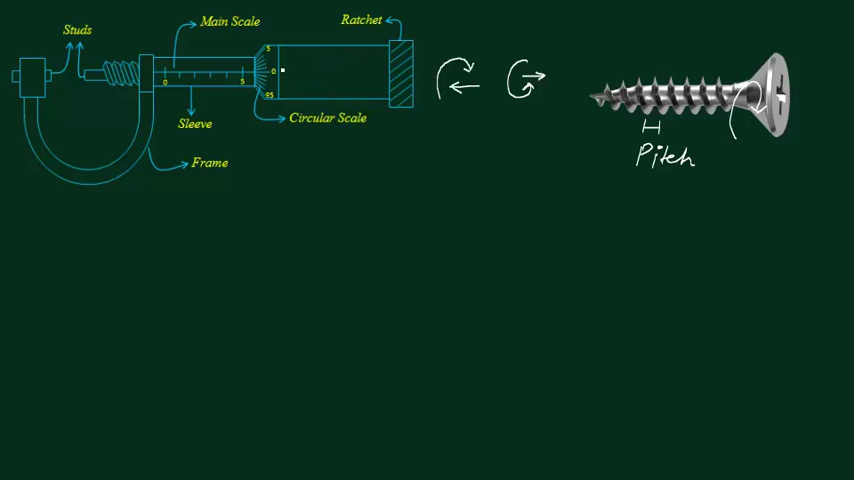 Studs
Main Scale
Ratchet
0
5
5
0
95
Sleeve
Circular Scale
Frame
Pitch